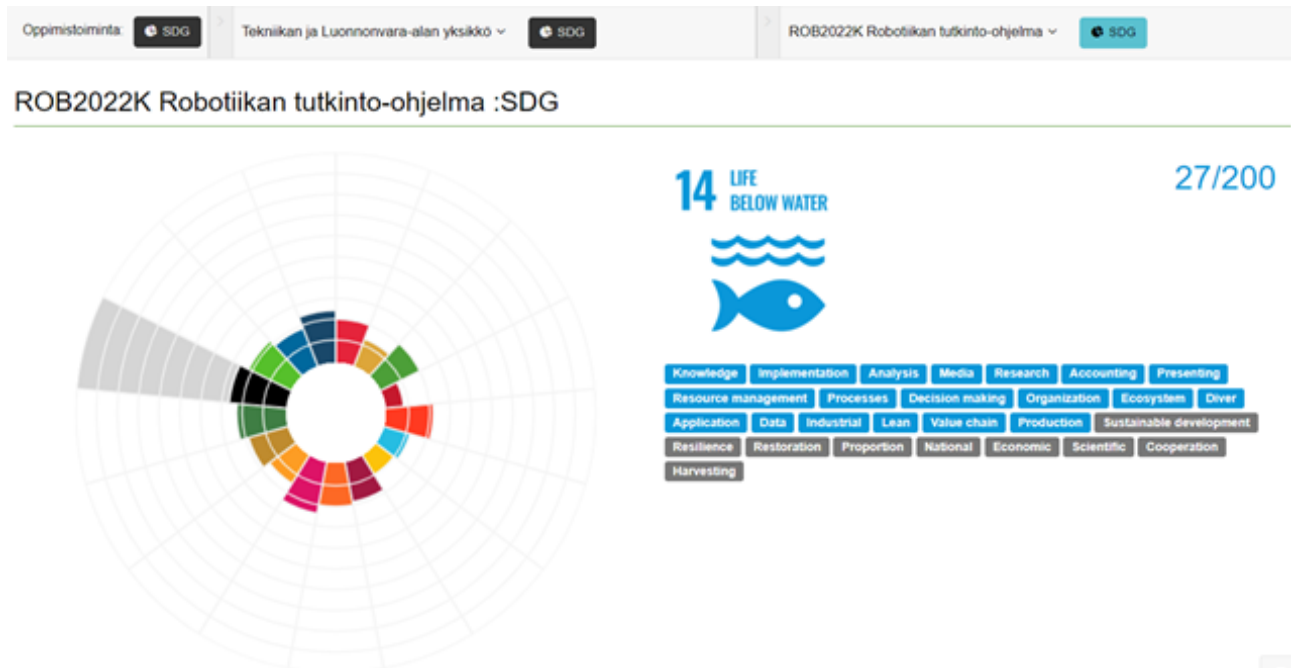 Oppimistoiminta: SDG > Tekniikan ja Luonnonvara-alan yksikkö SDG > ROB2022K Robotiikan tutkinto-ohjelma SDG
ROB2022K Robotiikan tutkinto-ohjelma :SDG
14 LIFE BELOW WATER
27/200
Knowledge Implementation Analysis Media Research Accounting Presenting
Resource management Processes Decision making Organization Ecosystem Diver
Application Data Industrial Lean Value chain Production Sustainable development
Resilience Restoration Proportion National Economic Scientific Cooperation
Harvesting